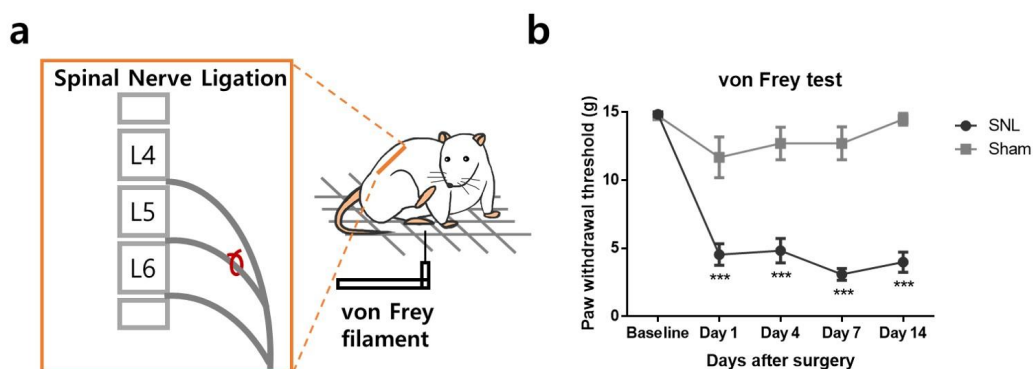 a
Spinal Nerve Ligation
L4
L5
L6
von Frey
filament
b
von Frey test
Paw withdrawal threshold (g)
15
10
5
0
***
***
***
***
Baseline Day 1 Day 4 Day 7 Day 14
Days after surgery
SNL
Sham